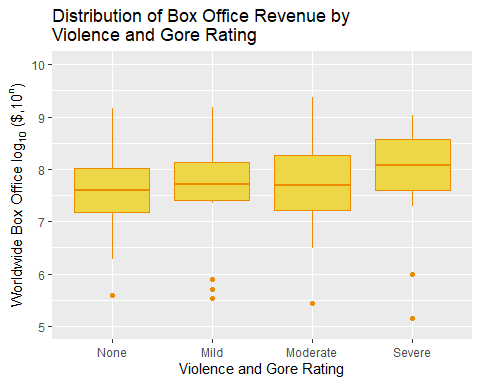 Distribution of Box Office Revenue by
Violence and Gore Rating
Worldwide Box Office log₁₀ ($,10ⁿ)
10
9
8
7
6
5
None Mild Moderate Severe
Violence and Gore Rating